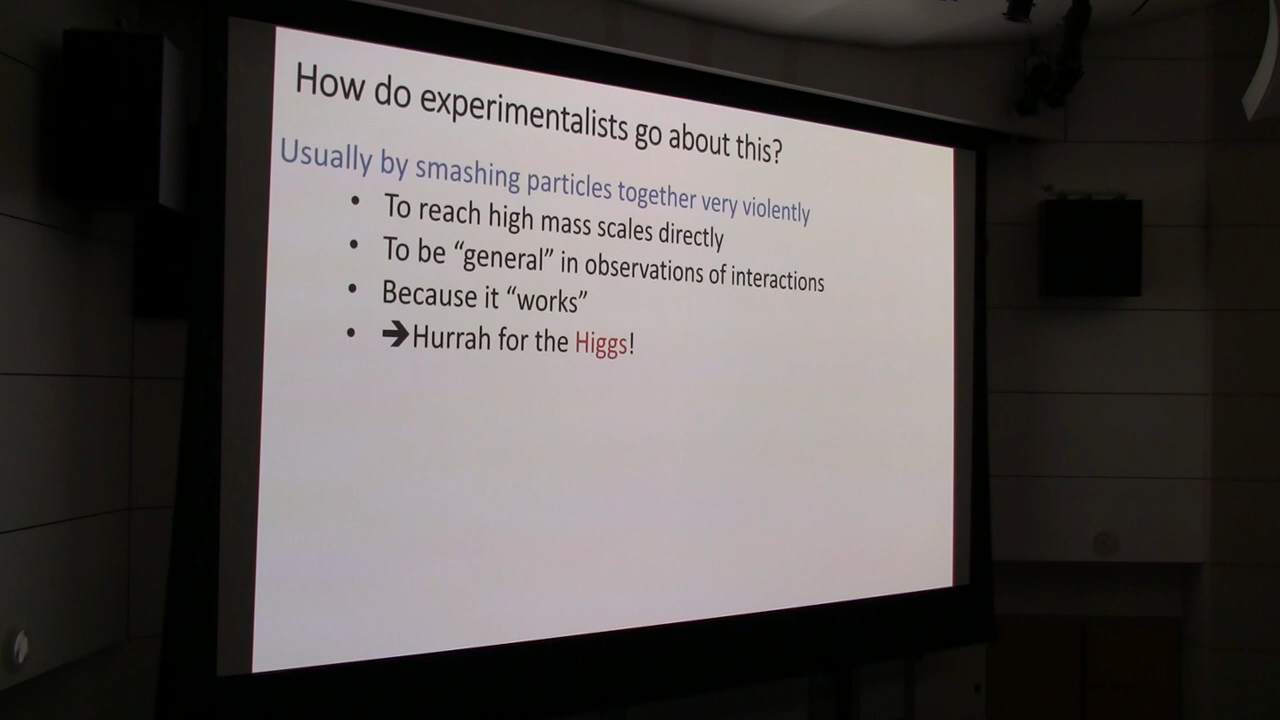 How do experimentalists go about this?
Usually by smashing particles together very violently
• To reach high mass scales directly
• To be “general” in observations of interactions
• Because it “works”
• ➔Hurrah for the Higgs!